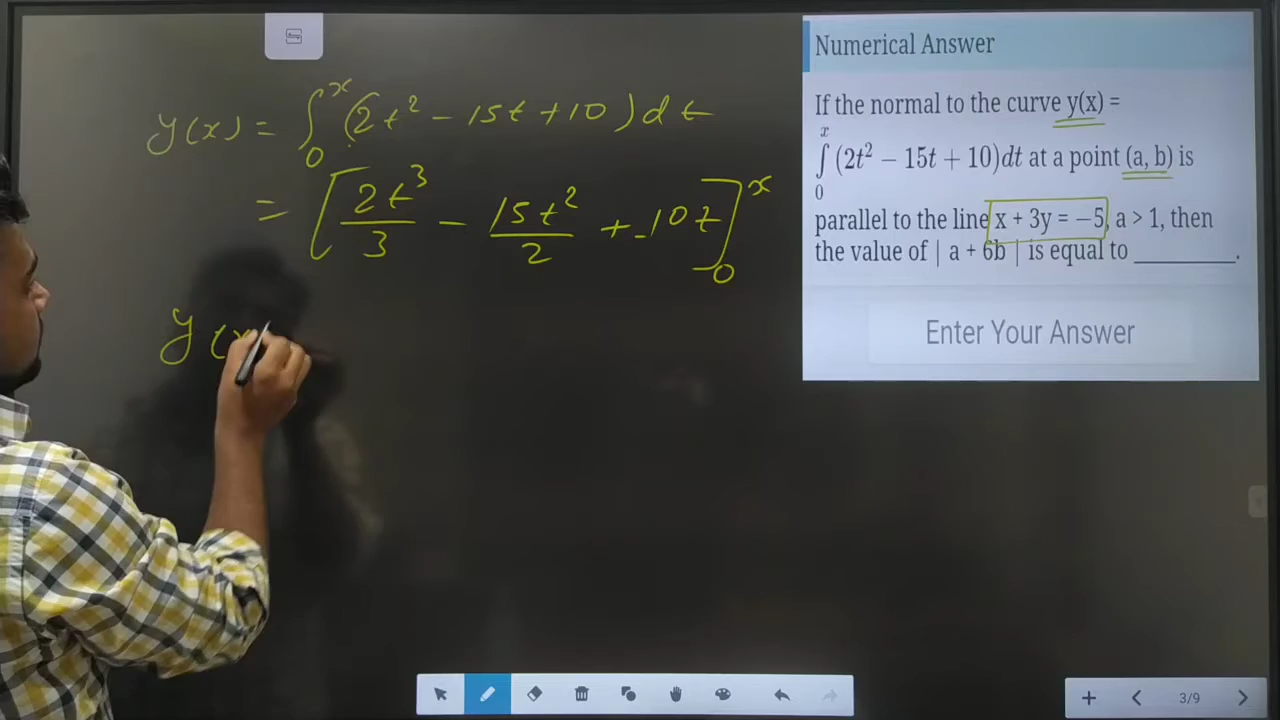 y(x) = ∫₀ˣ (2t² − 15t + 10) dt
= [2t³/3 − 15t²/2 + 10t]₀ˣ
y(x
Numerical Answer
If the normal to the curve y(x) =
∫₀ˣ (2t² − 15t + 10)dt at a point (a, b) is
parallel to the line x + 3y = −5, a > 1, then
the value of | a + 6b | is equal to ________.
Enter Your Answer
3/9